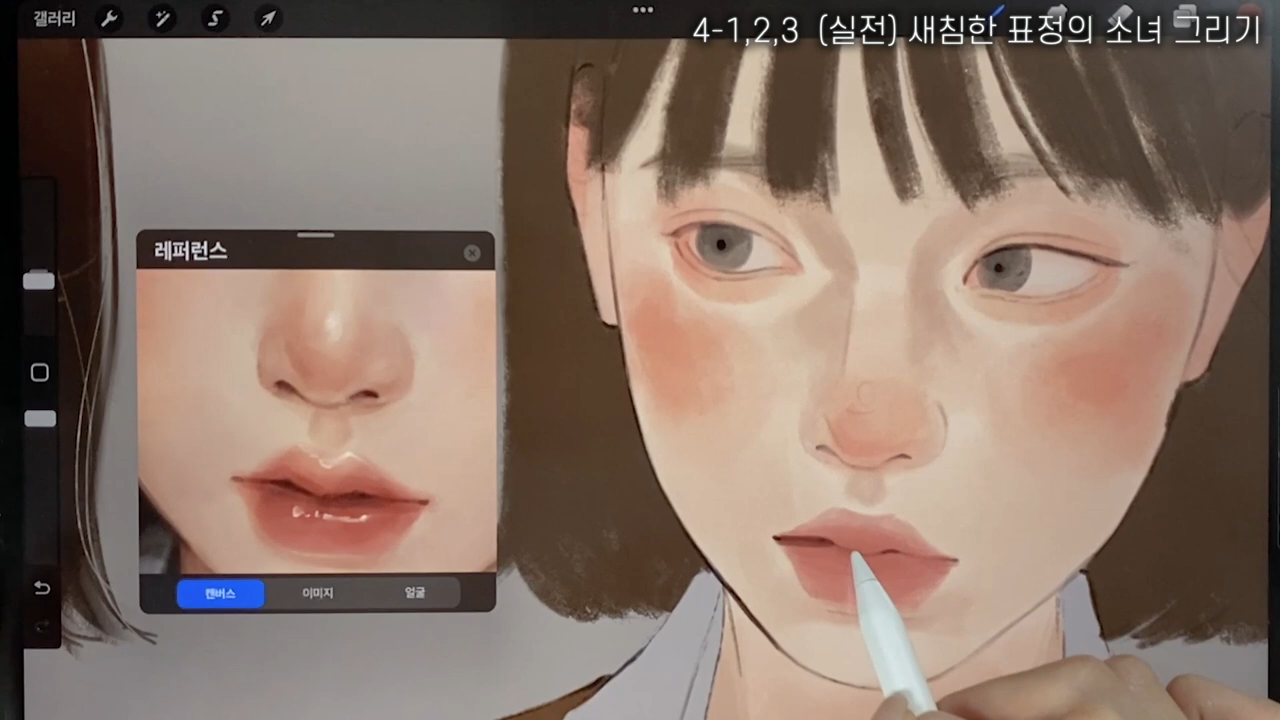 갤러리
4-1,2,3 (실전) 새침한 표정의 소녀 그리기
레퍼런스
캔버스 이미지 얼굴